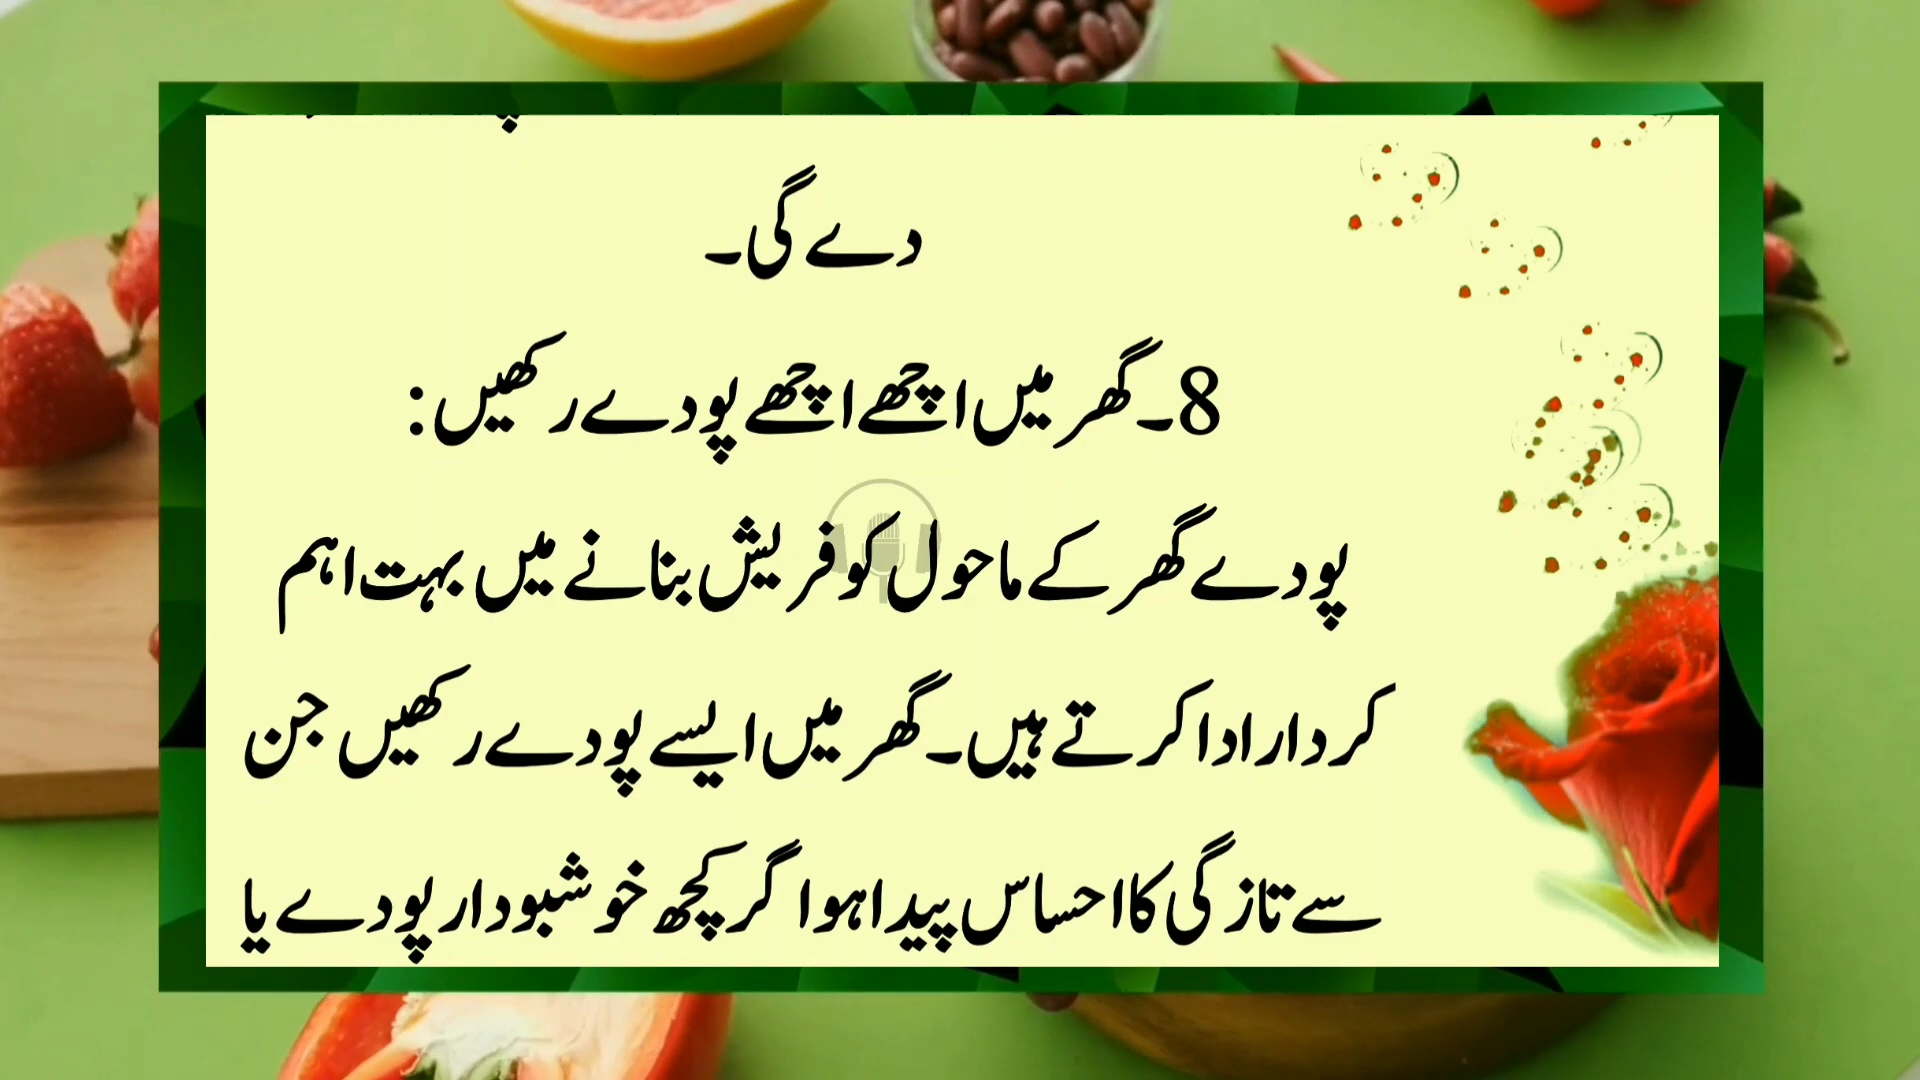 دے گی۔
8۔ گھر میں اچھے اچھے پودے رکھیں:
پودے گھر کے ماحول کو فریش بنانے میں بہت اہم
کردار ادا کرتے ہیں۔ گھر میں ایسے پودے رکھیں جن
سے تازگی کا احساس پیدا ہوا گر کچھ خوشبودار پودے یا